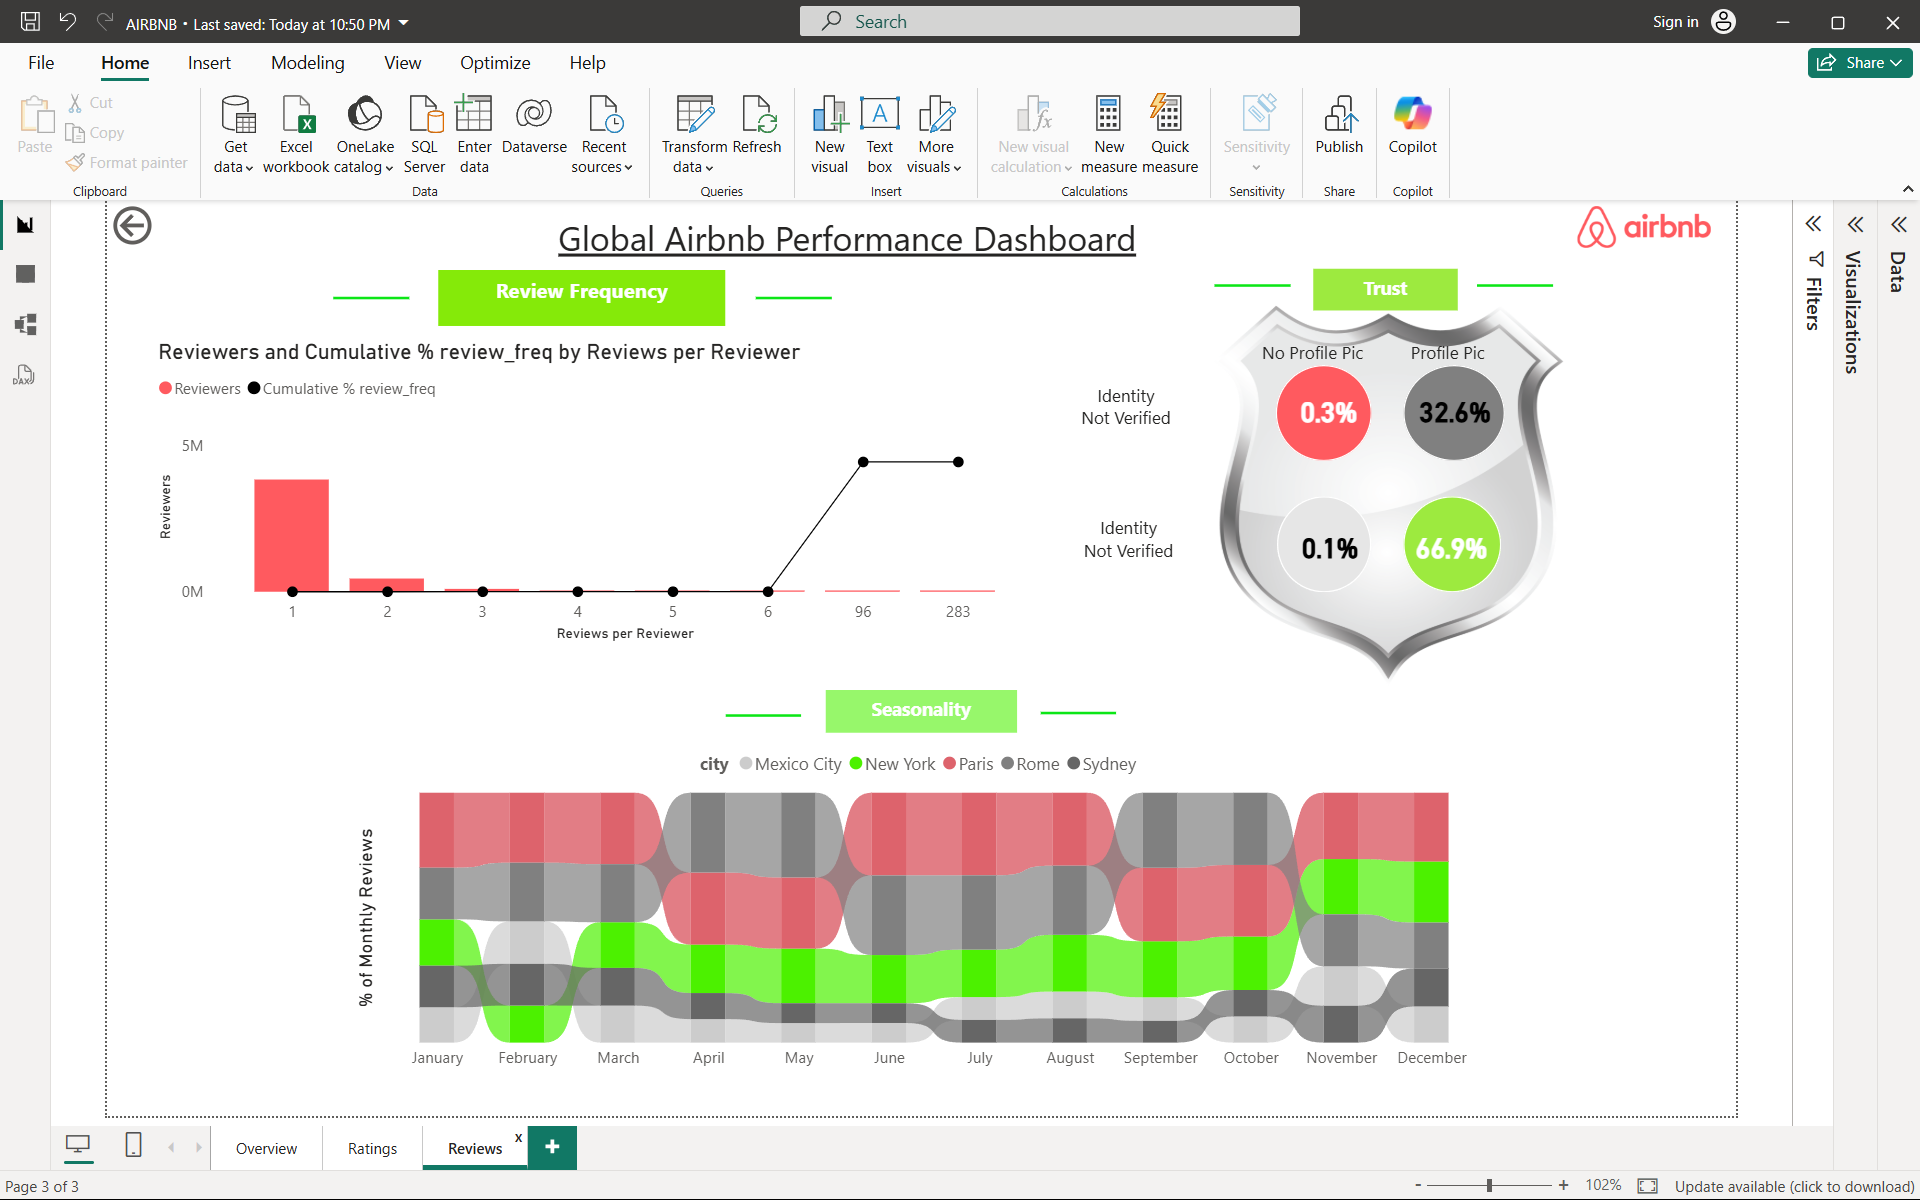 AIRBNB • Last saved: Today at 10:50 PM
Search
Sign in
File Home Insert Modeling View Optimize Help
Share
Paste
Cut
Copy
Format painter
Clipboard
Get data
Excel workbook
OneLake catalog
SQL Server
Enter data
Dataverse
Recent sources
Data
Transform data
Refresh
Queries
New visual
Text box
More visuals
Insert
New visual calculation
New measure
Quick measure
Calculations
Sensitivity
Sensitivity
Publish
Share
Copilot
Copilot
Global Airbnb Performance Dashboard
airbnb
Filters
Visualizations
Data
DAX
Review Frequency
Reviewers and Cumulative % review_freq by Reviews per Reviewer
Reviewers Cumulative % review_freq
5M
0M
Reviewers
1 2 3 4 5 6 96 283
Reviews per Reviewer
Trust
No Profile Pic Profile Pic
Identity
Not Verified
0.3% 32.6%
Identity
Not Verified
0.1% 66.9%
Seasonality
city Mexico City New York Paris Rome Sydney
% of Monthly Reviews
January February March April May June July August September October November December
Overview Ratings Reviews x +
Page 3 of 3
- + 102%
Update available (click to download)